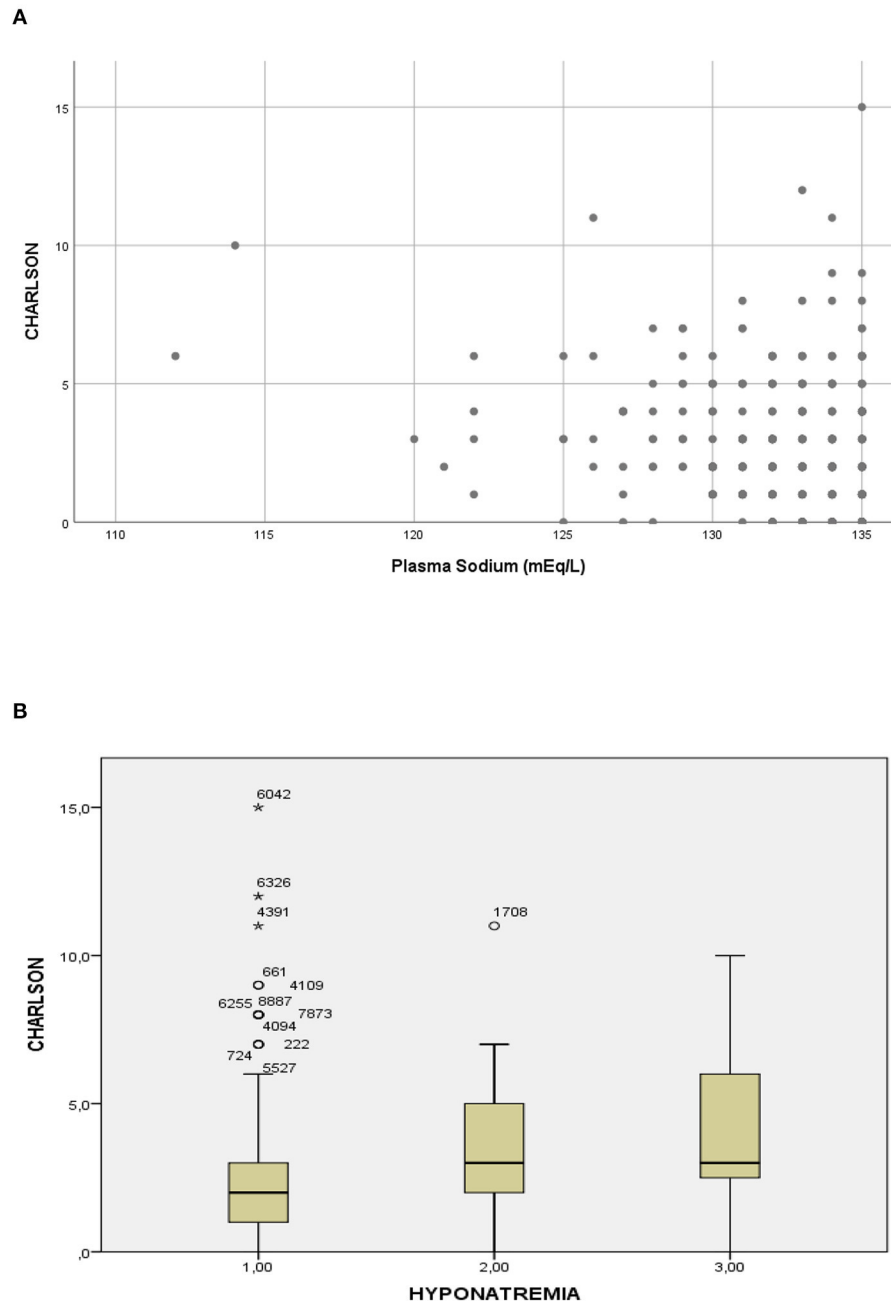 A
15
10
5
0
CHARLSON
110 115 120 125 130 135
Plasma Sodium (mEq/L)
B
15,0
10,0
5,0
,0
CHARLSON
6042
6326
4391
661
4109
6255 8887
7873
4094
724 222
5527
1708
1,00 2,00 3,00
HYPONATREMIA